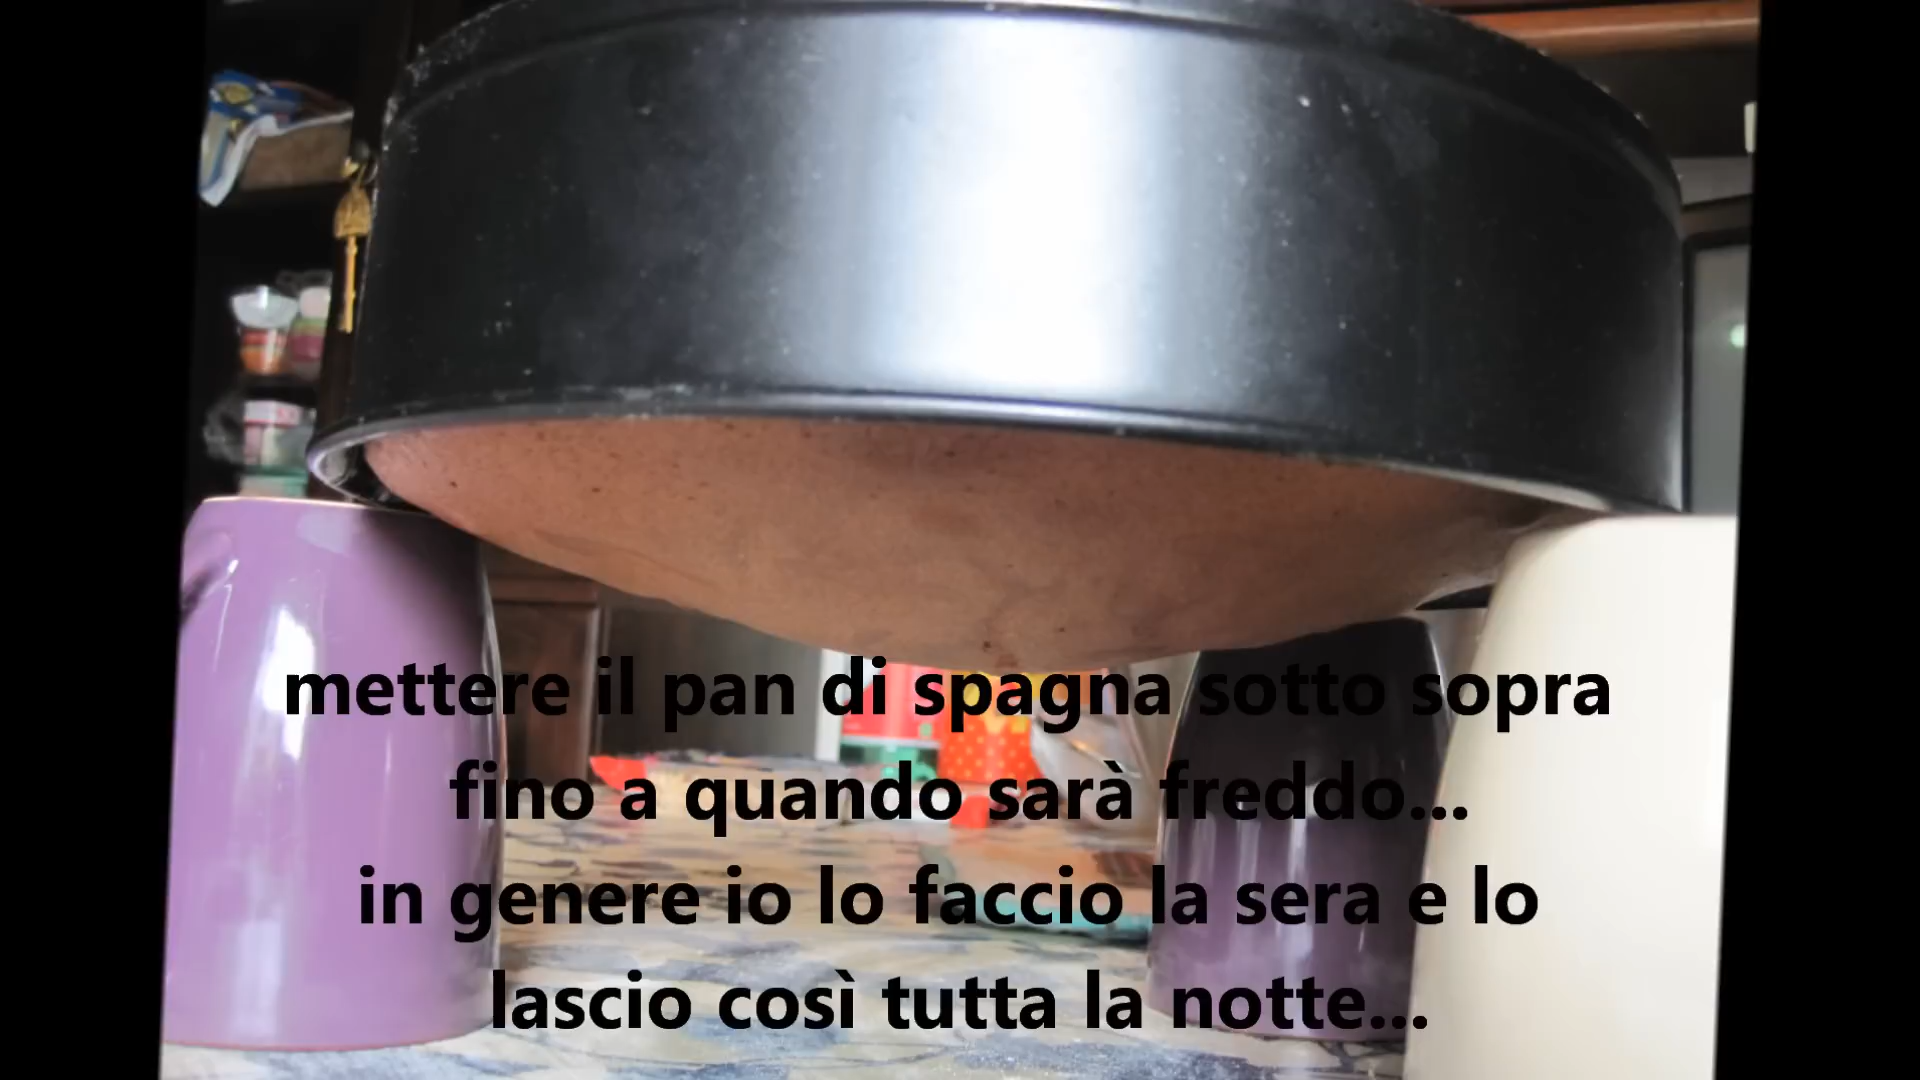 mettere il pan di spagna sotto sopra
fino a quando sarà freddo...
in genere io lo faccio la sera e lo
lascio così tutta la notte...